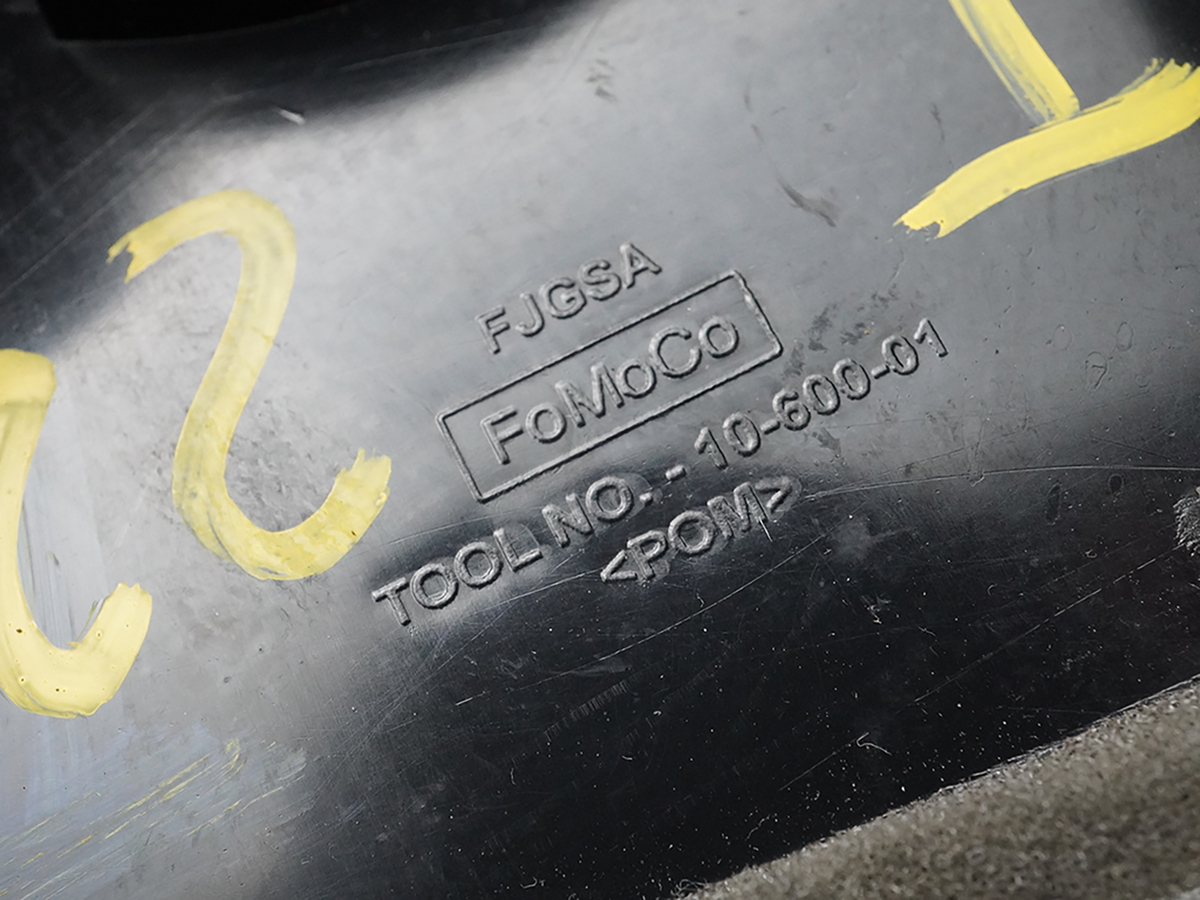 FJGSA
FoMoCo
TOOL NO. - 10-600-01
<POM>